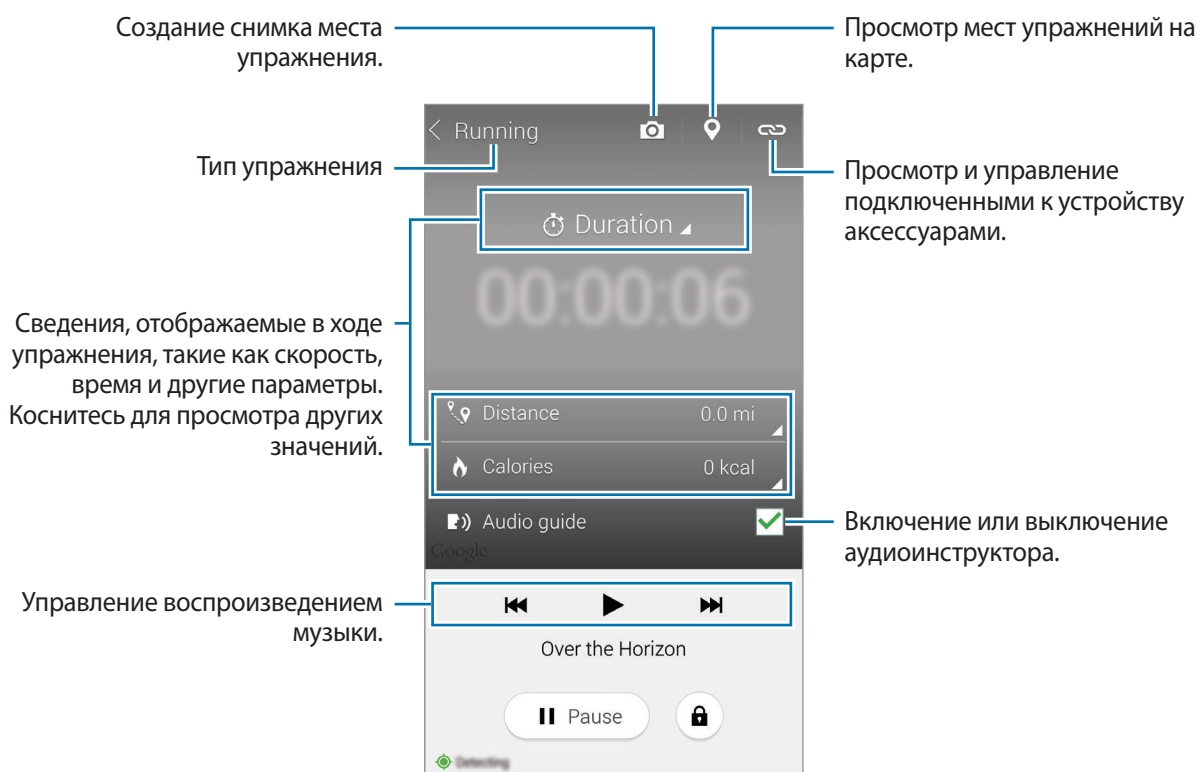 Создание снимка места
упражнения.
Просмотр мест упражнений на
карте.
Running
Тип упражнения
Просмотр и управление
подключенными к устройству
аксессуарами.
Duration
00:00:06
Сведения, отображаемые в ходе
упражнения, такие как скорость,
время и другие параметры.
Коснитесь для просмотра других
значений.
Distance 0.0 mi
Calories 0 kcal
Audio guide
Google
Включение или выключение
аудиоинструктора.
Управление воспроизведением
музыки.
Over the Horizon
Pause
Detecting